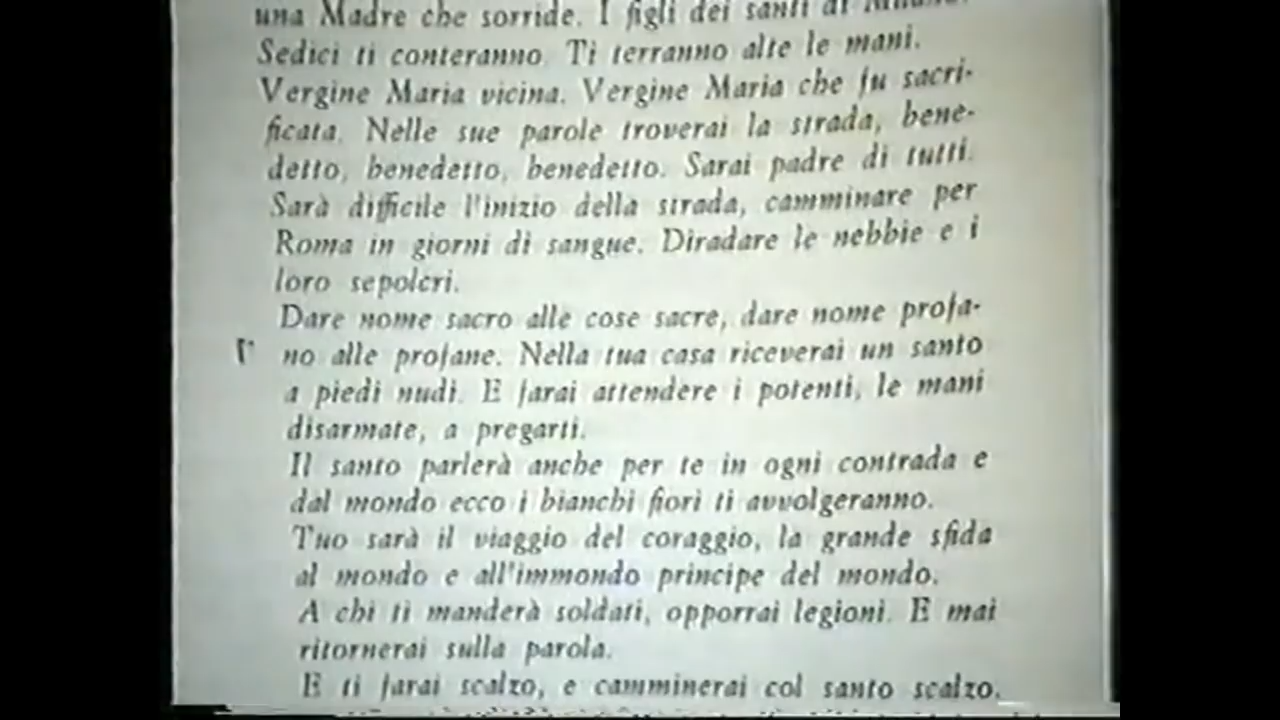 una Madre che sorride. I figli dei santi di
Sedici ti conteranno. Ti terranno alte le mani.
Vergine Maria vicina. Vergine Maria che fu sacri-
ficata. Nelle sue parole troverai la strada, bene-
detto, benedetto, benedetto. Sarai padre di tutti.
Sarà difficile l'inizio della strada, camminare per
Roma in giorni di sangue. Diradare le nebbie e i
loro sepolcri.
Dare nome sacro alle cose sacre, dare nome profa-
no alle profane. Nella tua casa riceverai un santo
a piedi nudi. E farai attendere i potenti, le mani
disarmate, a pregarti.
Il santo parlerà anche per te in ogni contrada e
dal mondo ecco i bianchi fiori ti avvolgeranno.
Tuo sarà il viaggio del coraggio, la grande sfida
al mondo e all'immondo principe del mondo.
A chi ti manderà soldati, opporrai legioni. E mai
ritornerai sulla parola.
E ti farai scalzo, e camminerai col santo scalzo.